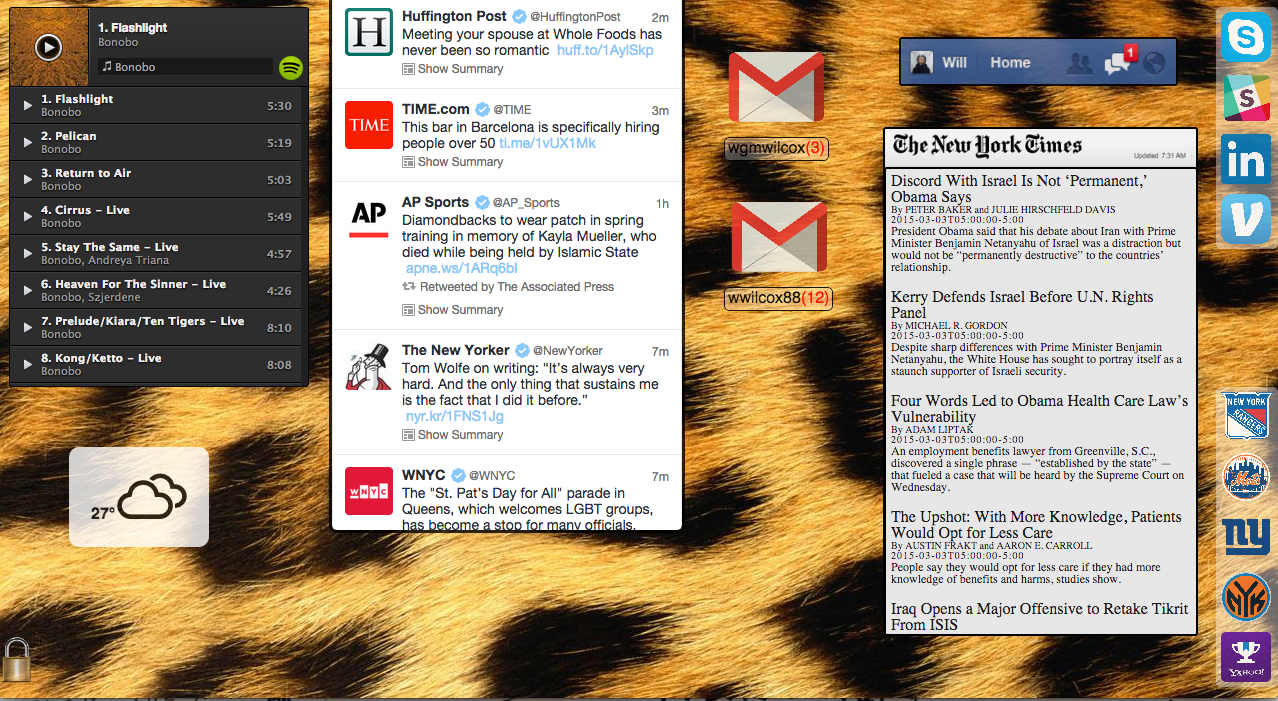 1. Flashlight
Bonobo
Bonobo
1. Flashlight 5:30
Bonobo
2. Pelican 5:19
Bonobo
3. Return to Air 5:03
Bonobo
4. Cirrus – Live 5:49
Bonobo
5. Stay The Same – Live 4:57
Bonobo, Andreya Triana
6. Heaven For The Sinner – Live 4:26
Bonobo, Szjerdene
7. Prelude/Kiara/Ten Tigers – Live 8:10
Bonobo
8. Kong/Ketto – Live 8:08
Bonobo
27°
H
Huffington Post @HuffingtonPost 2m
Meeting your spouse at Whole Foods has
never been so romantic huff.to/1AylSkp
Show Summary
TIME
TIME.com @TIME 3m
This bar in Barcelona is specifically hiring
people over 50 ti.me/1vUX1Mk
Show Summary
AP
AP Sports @AP_Sports 1h
Diamondbacks to wear patch in spring
training in memory of Kayla Mueller, who
died while being held by Islamic State
apne.ws/1ARq6bI
Retweeted by The Associated Press
Show Summary
The New Yorker @NewYorker 7m
Tom Wolfe on writing: “It's always very
hard. And the only thing that sustains me
is the fact that I did it before.”
nyr.kr/1FNS1Jg
Show Summary
WNYC
WNYC @WNYC 7m
The "St. Pat's Day for All" parade in
Queens, which welcomes LGBT groups,
has become a stop for many officials.
wgmwilcox(3)
wwilcox88(12)
Will Home 1
The New York Times
Updated 7:31 AM
Discord With Israel Is Not ‘Permanent,’
Obama Says
By PETER BAKER and JULIE HIRSCHFELD DAVIS
2015-03-03T05:00:00-5:00
President Obama said that his debate about Iran with Prime
Minister Benjamin Netanyahu of Israel was a distraction but
would not be “permanently destructive” to the countries’
relationship.
Kerry Defends Israel Before U.N. Rights
Panel
By MICHAEL R. GORDON
2015-03-03T05:00:00-5:00
Despite sharp differences with Prime Minister Benjamin
Netanyahu, the White House has sought to portray itself as a
staunch supporter of Israeli security.
Four Words Led to Obama Health Care Law’s
Vulnerability
By ADAM LIPTAK
2015-03-03T05:00:00-5:00
An employment benefits lawyer from Greenville, S.C.,
discovered a single phrase — “established by the state” —
that fueled a case that will be heard by the Supreme Court on
Wednesday.
The Upshot: With More Knowledge, Patients
Would Opt for Less Care
By AUSTIN FRAKT and AARON E. CARROLL
2015-03-03T05:00:00-5:00
People say they would opt for less care if they had more
knowledge of benefits and harms, studies show.
Iraq Opens a Major Offensive to Retake Tikrit
From ISIS
S
S
in
V
NEW YORK
RANGERS
Mets
ny
NYK
YAHOO!